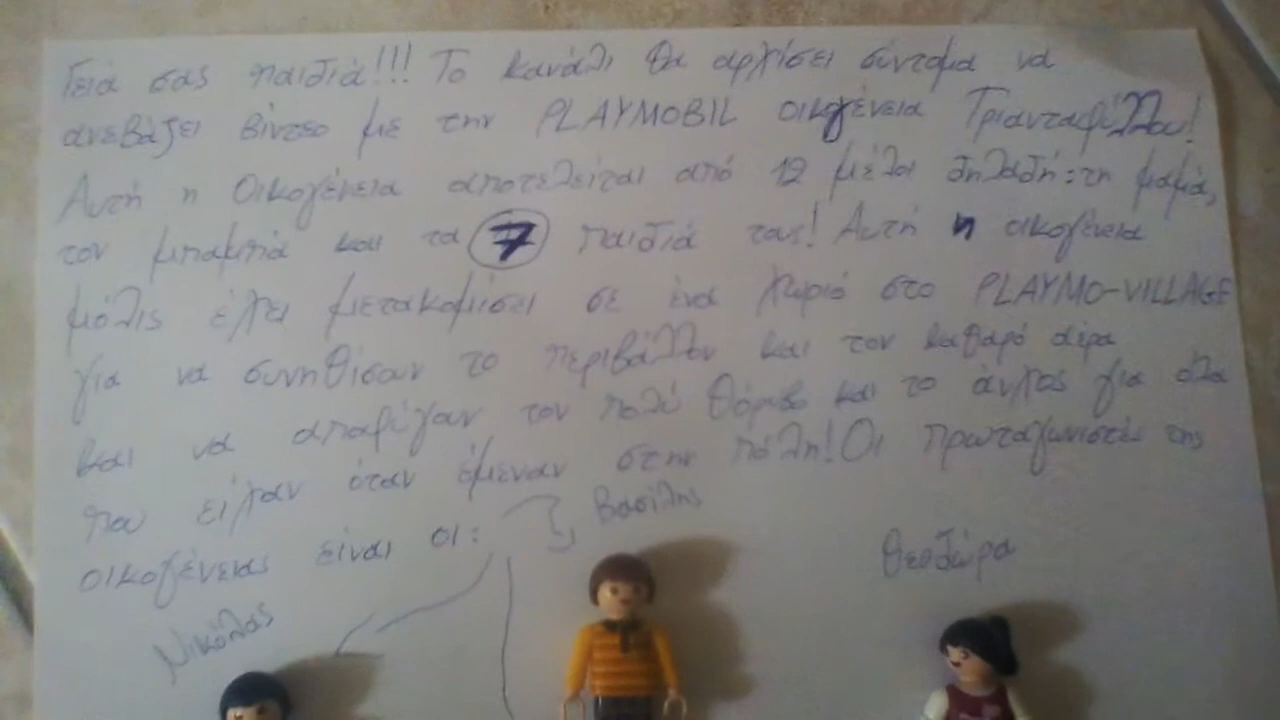 Γειά σας παιδιά!!! Το κανάλι θα αρχίσει σύντομα να
ανεβάζει βίντεο με την PLAYMOBIL οικογένεια Τριανταφύλλου!
Αυτή η Οικογένεια αποτελείται από 12 μέλη δηλαδή: τη μαμά,
τον μπαμπά και τα 7 παιδιά τους! Αυτή η οικογένεια
μόλις έχει μετακομίσει σε ένα χωριό στο PLAYMO-VILLAGE
για να συνηθίσουν το περιβάλλον και τον καθαρό αέρα
και να αποφύγουν τον πολύ θόρυβο και το άνχος για όλα
που είχαν όταν έμεναν στην πόλη! Οι πρωταγωνιστές της
οικογένειας είναι οι: Βασίλης
Θεοδώρα
Νικόλας